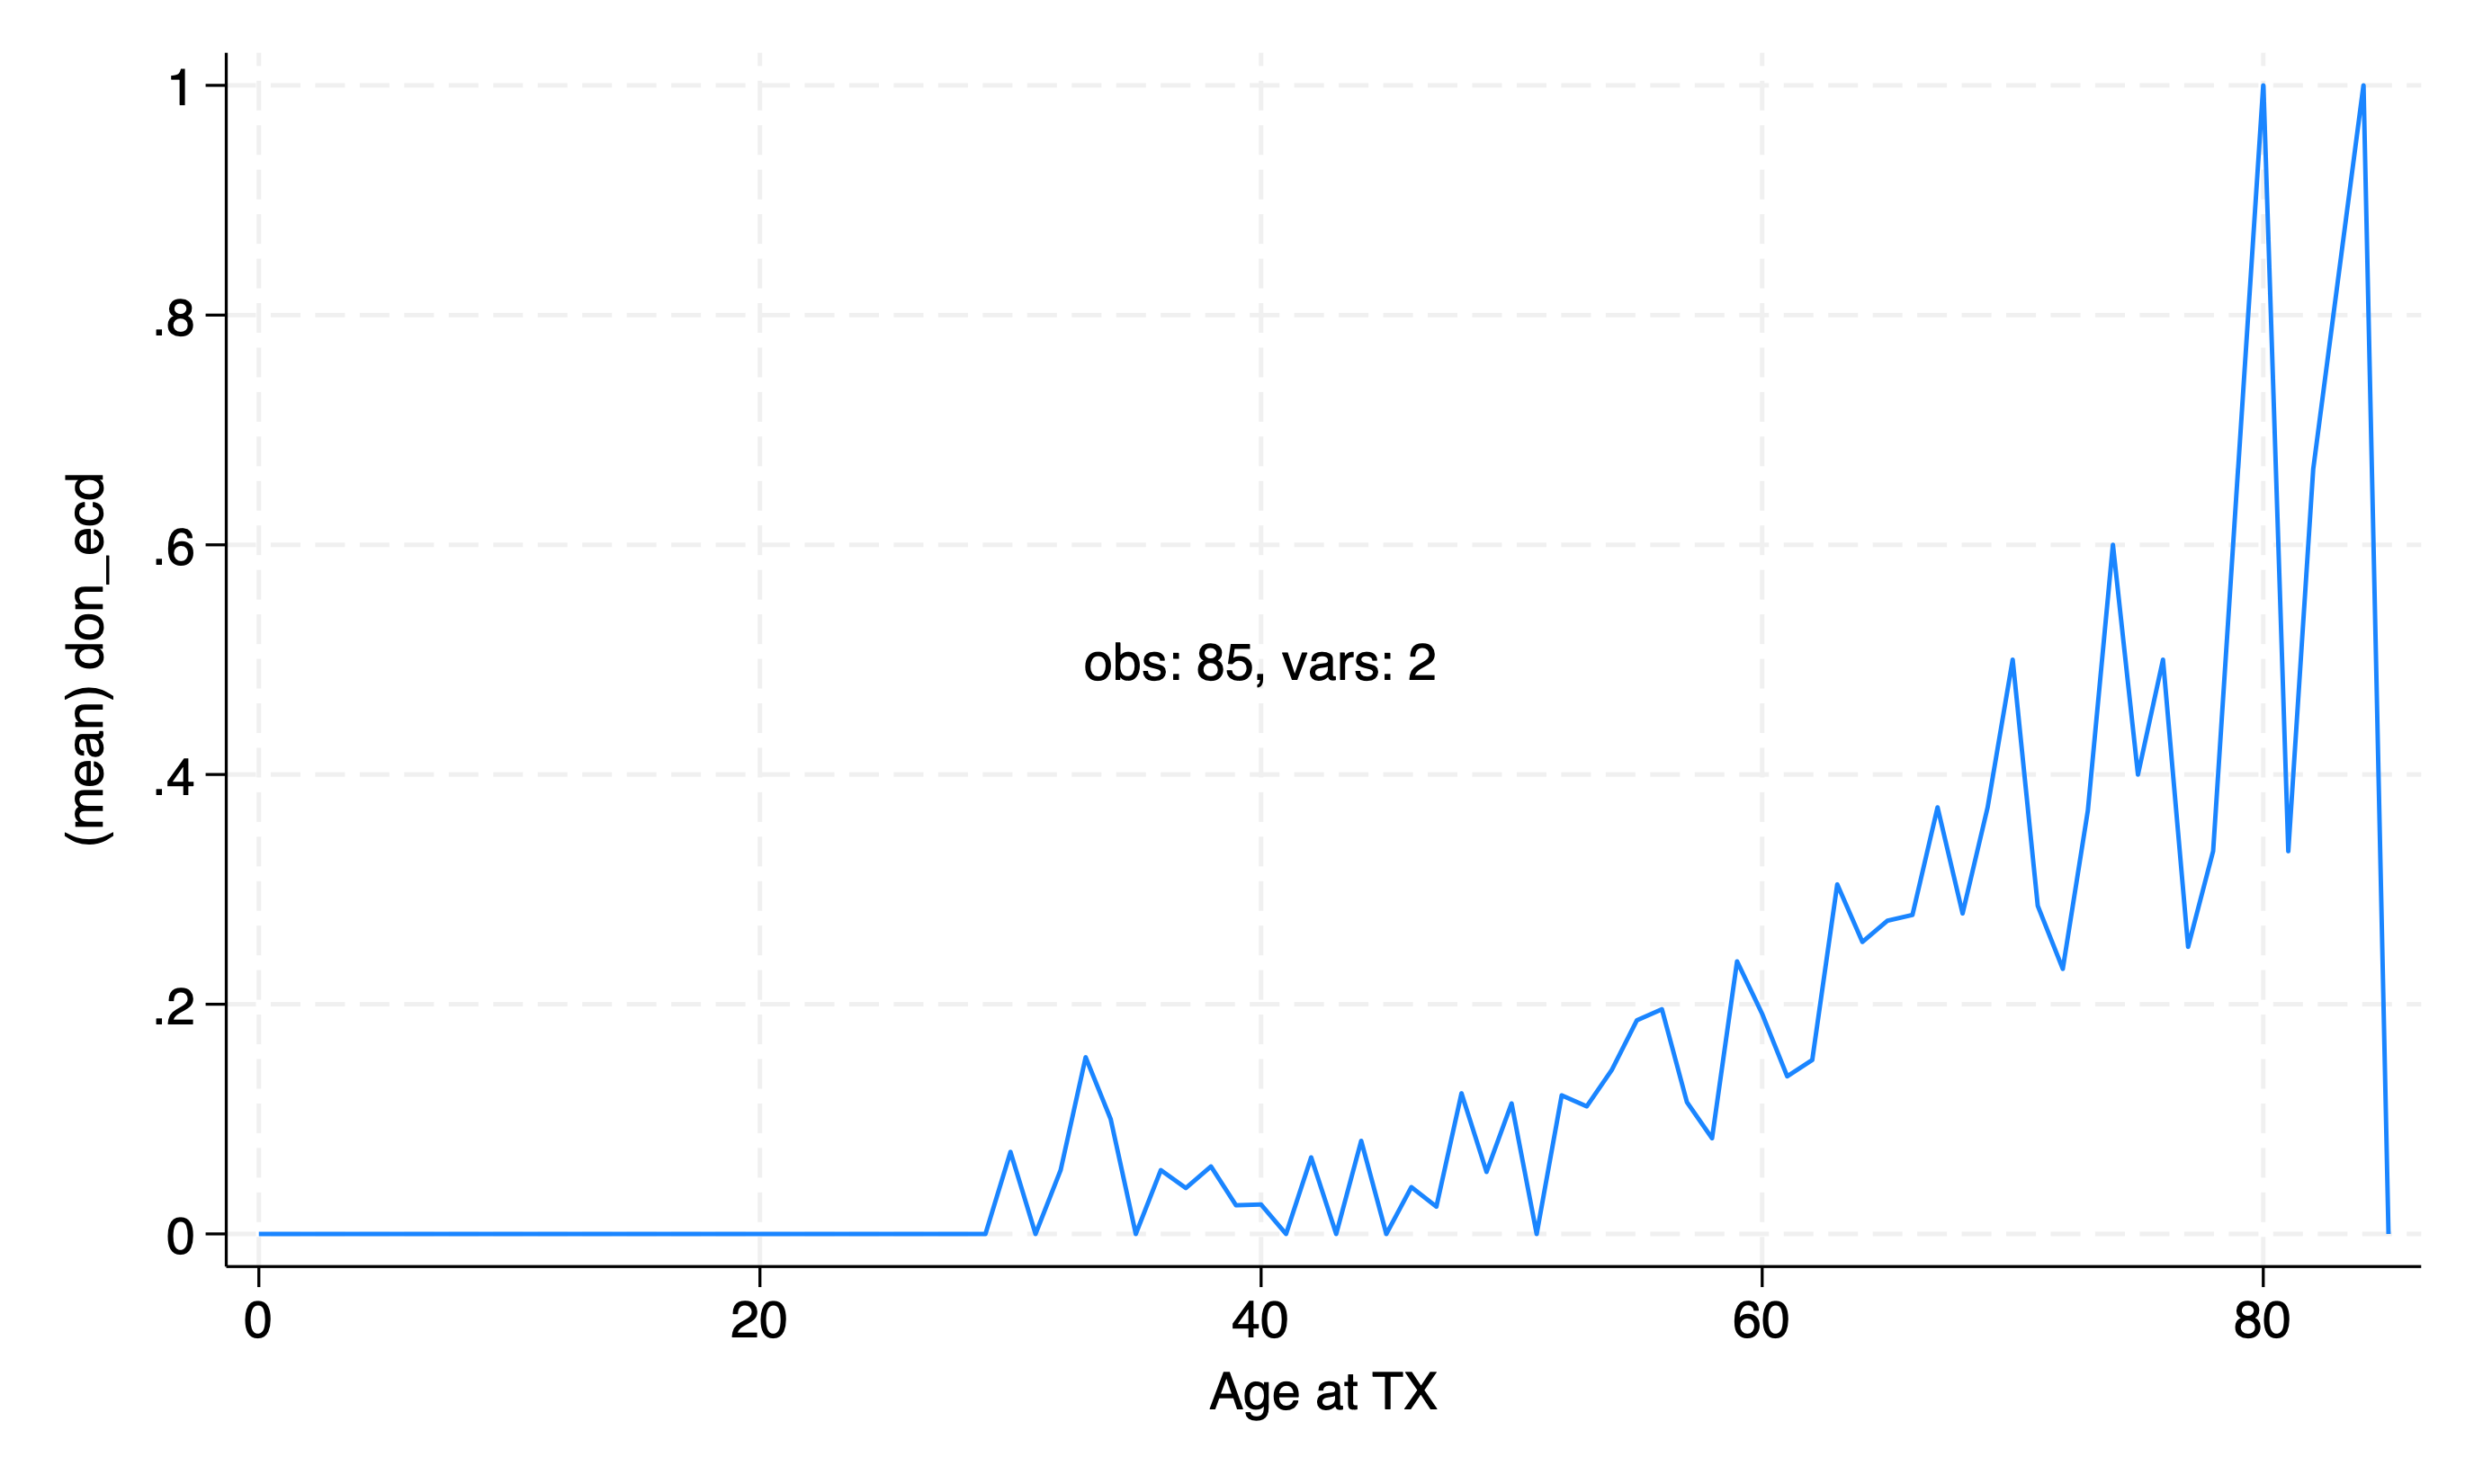 1
.8
.6
.4
.2
0
(mean) don_ecd
obs: 85, vars: 2
0 20 40 60 80
Age at TX